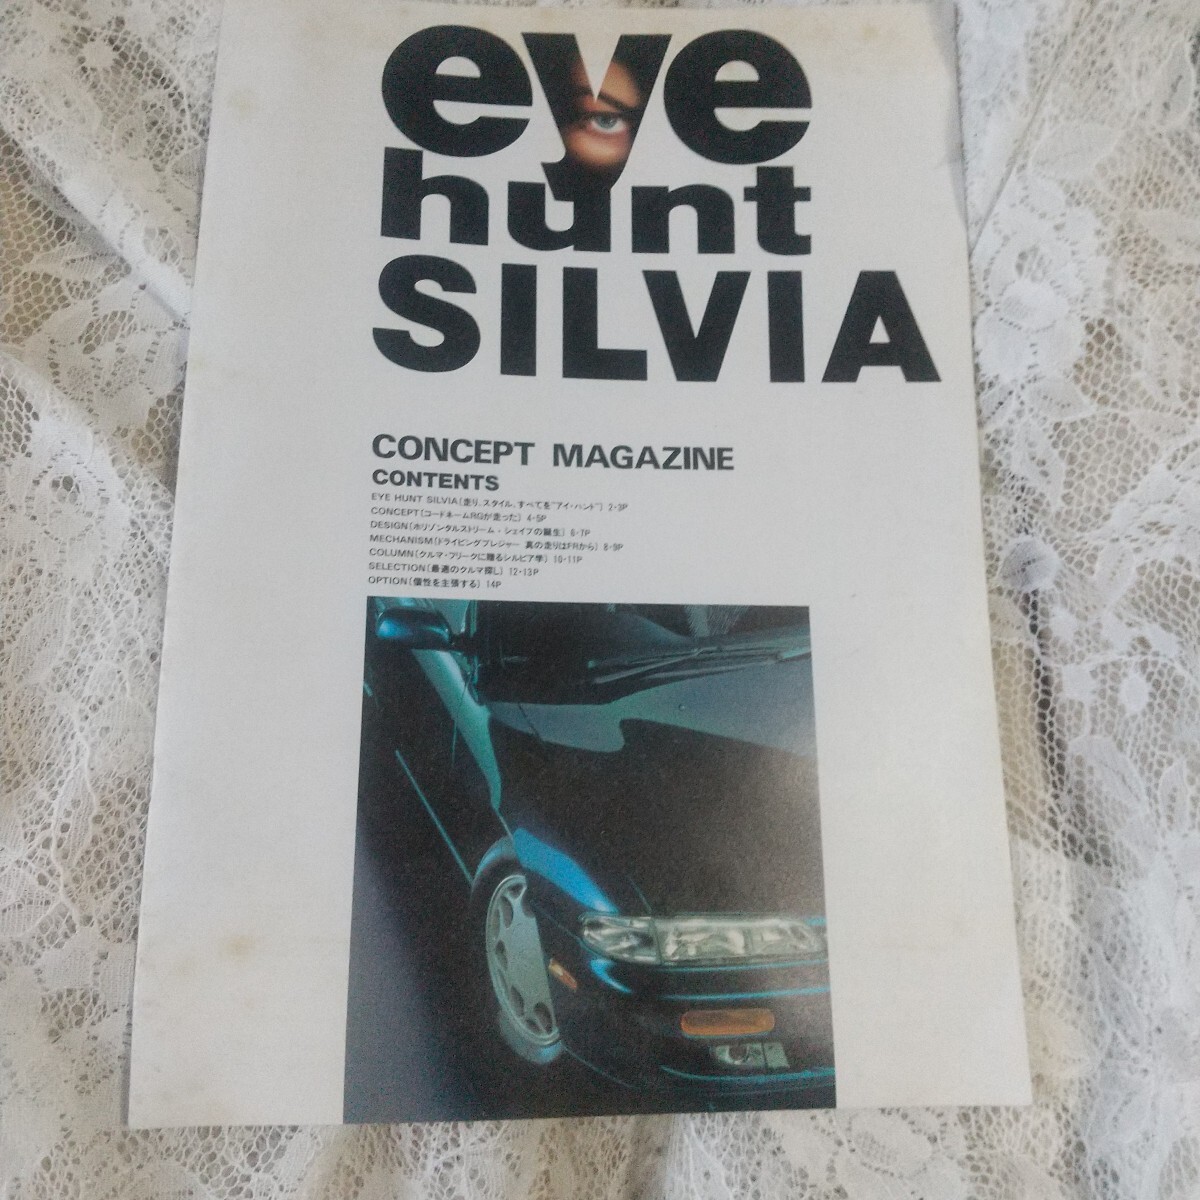 eye
hunt
SILVIA
CONCEPT MAGAZINE
CONTENTS
EYE HUNT SILVIA(走り、スタイル、すべてを"アイ・ハント") 2・3P
CONCEPT(コードネームRGが走った) 4・5P
DESIGN(ホリゾンタルストリーム・シェイプの誕生) 6・7P
MECHANISM(ドライビングプレジャー 真の走りはFRから) 8・9P
COLUMN(クルマ・フリークに贈るシルビア学) 10・11P
SELECTION(最適のクルマ探し) 12・13P
OPTION(個性を主張する) 14P